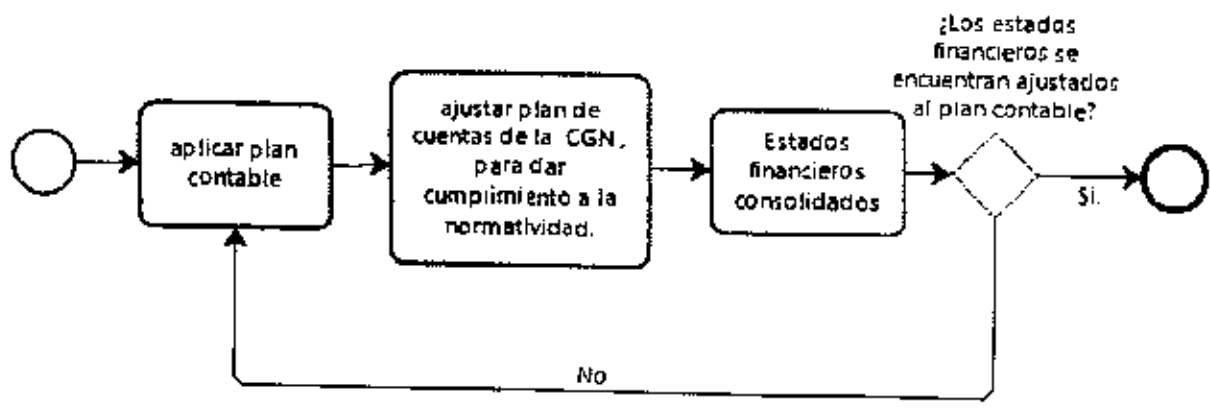 ¿Los estados
financieros se
encuentran ajustados
al plan contable?
aplicar plan
contable
ajustar plan de
cuentas de la CGN,
para dar
cumplimiento a la
normatividad.
Estados
financieros
consolidados
Si.
No